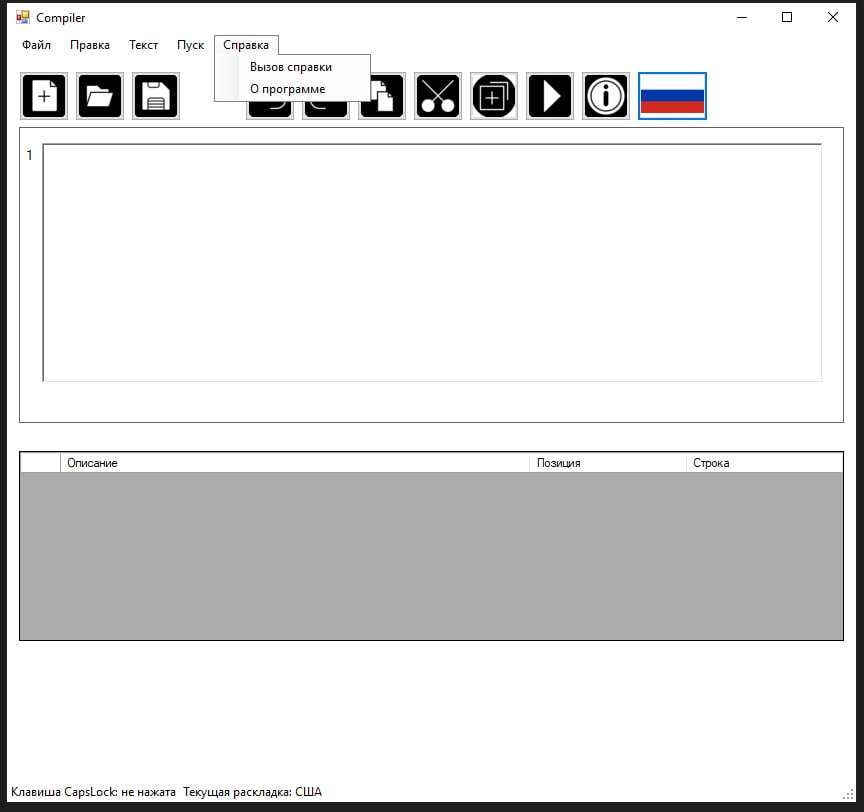 Compiler
Файл Правка Текст Пуск Справка
Вызов справки
О программе
1
Описание Позиция Строка
Клавиша CapsLock: не нажата Текущая раскладка: США